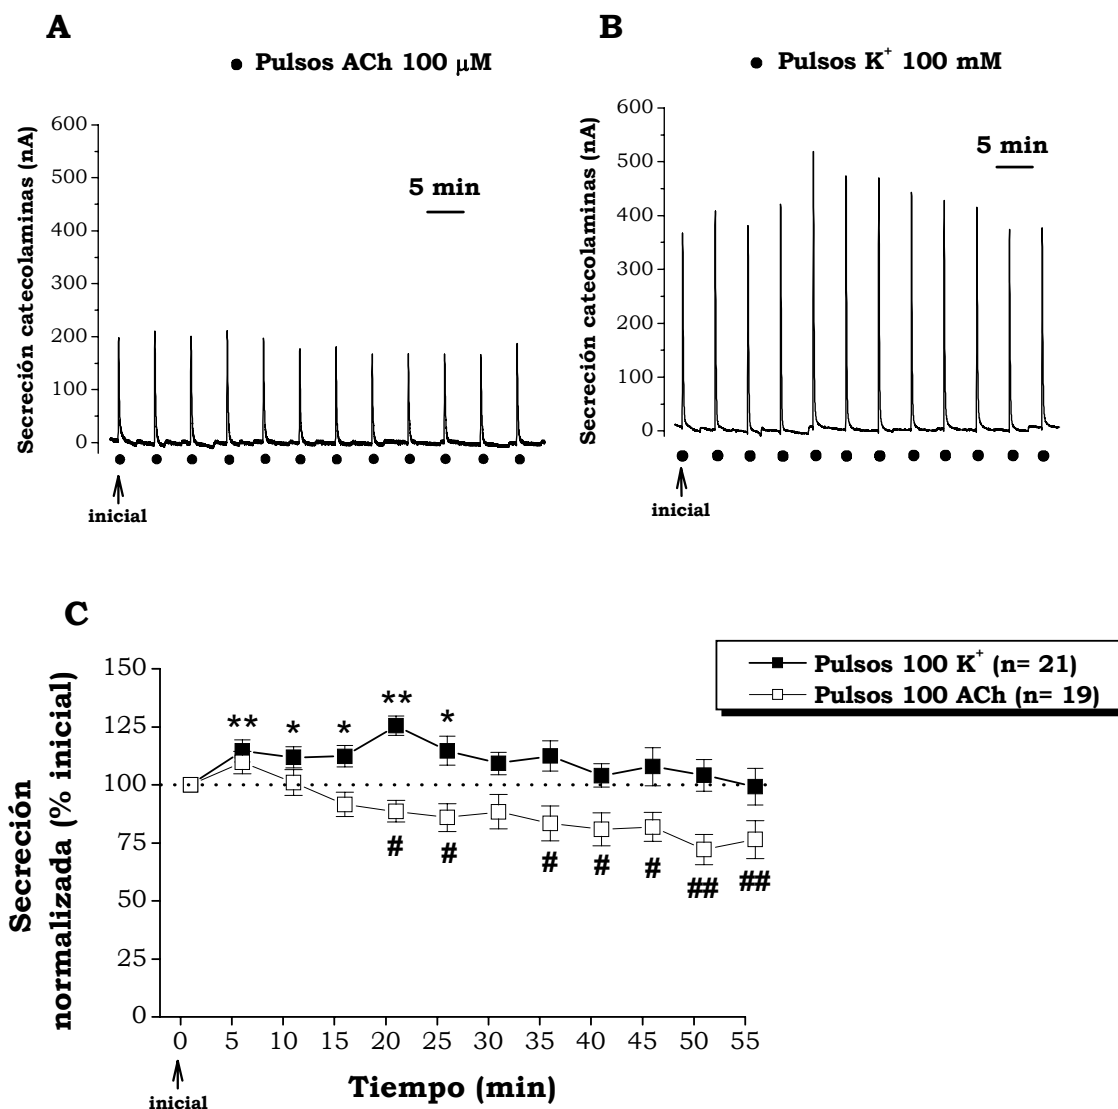 A
● Pulsos ACh 100 μM
Secreción catecolaminas (nA)
600
500
400
300
200
100
0
5 min
inicial
B
● Pulsos K⁺ 100 mM
Secreción catecolaminas (nA)
600
500
400
300
200
100
0
5 min
inicial
C
Secreción
normalizada (% inicial)
150
125
100
75
50
25
0
** * * ** *
# # # # # ## ##
Pulsos 100 K⁺ (n= 21)
Pulsos 100 ACh (n= 19)
0 5 10 15 20 25 30 35 40 45 50 55
inicial
Tiempo (min)